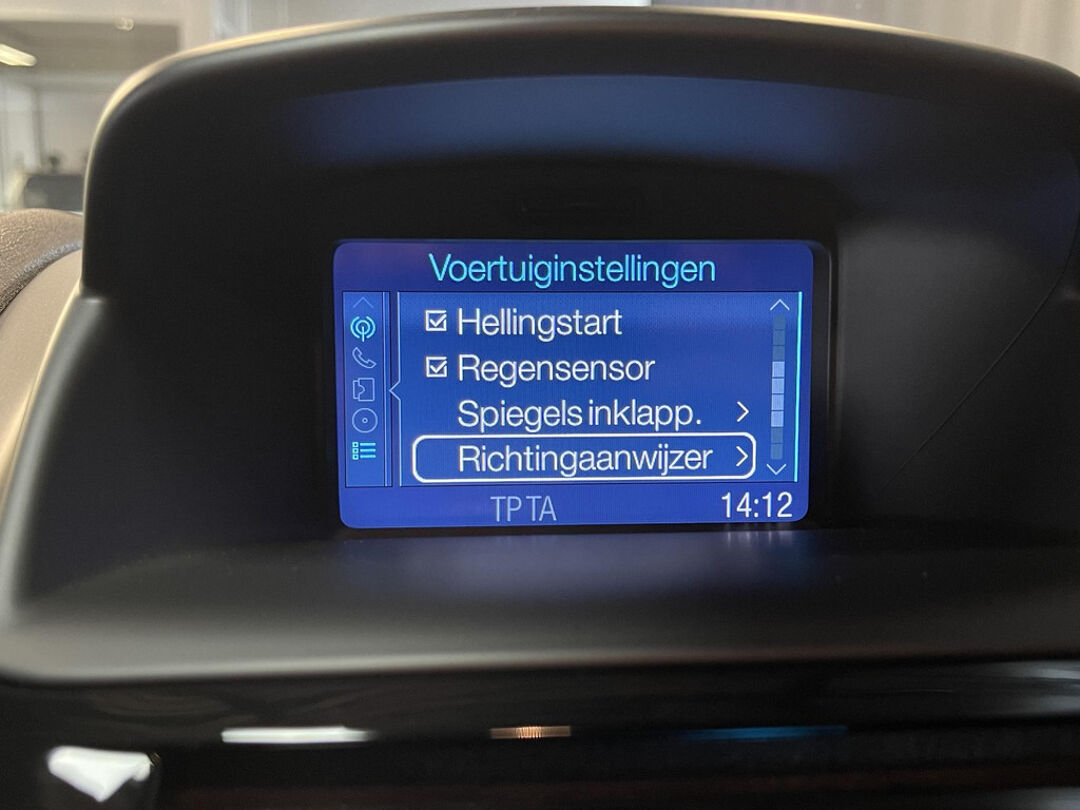 Voertuiginstellingen
Hellingstart
Regensensor
Spiegels inklapp.
Richtingaanwijzer
TP TA 14:12